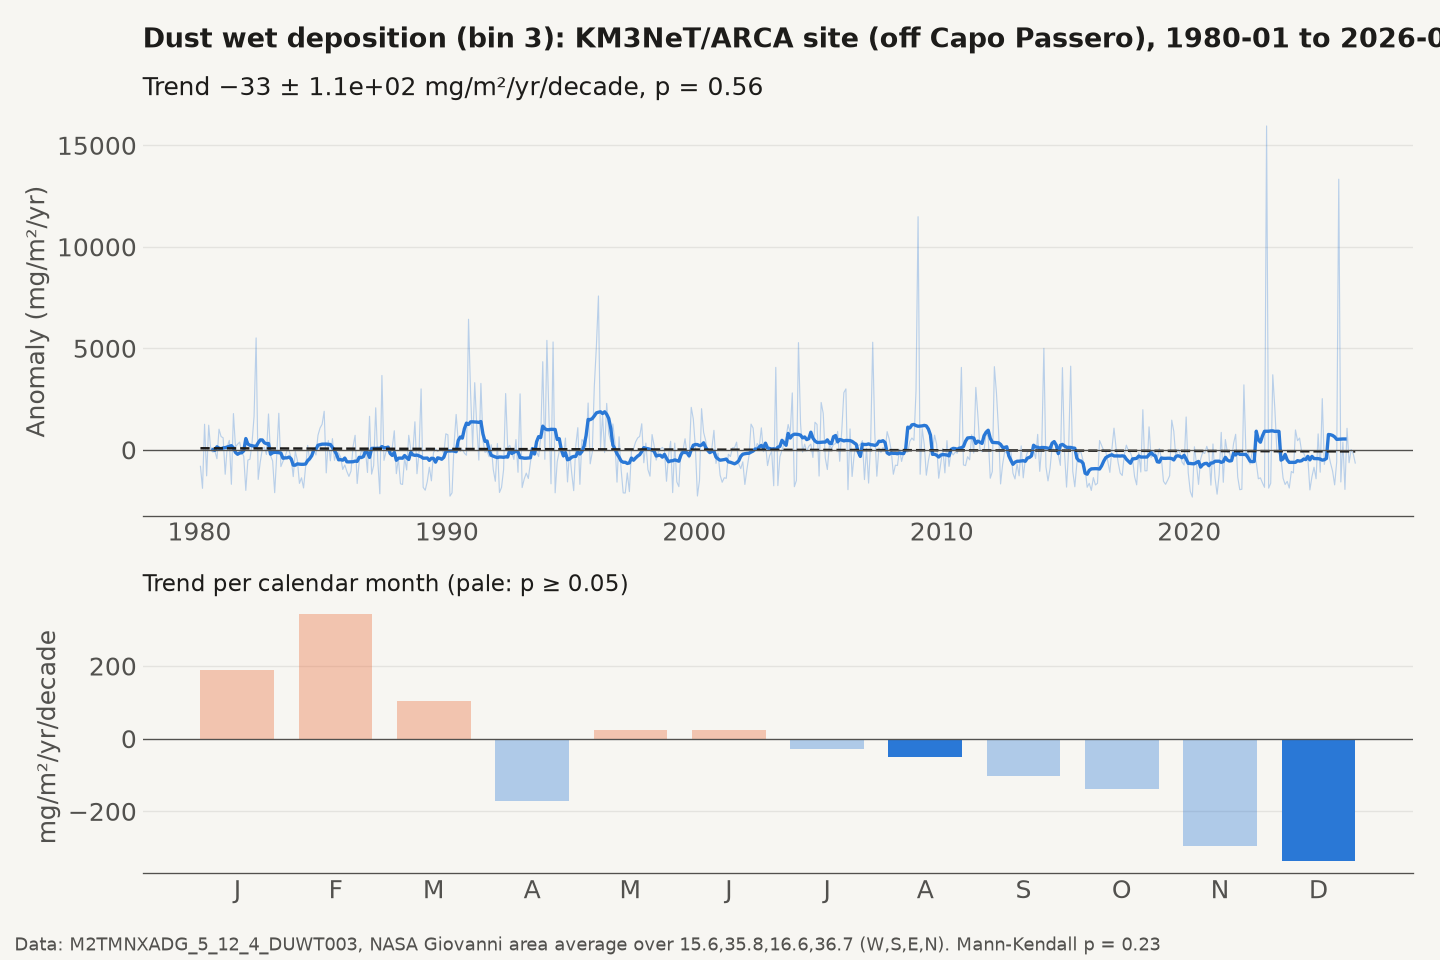 Dust wet deposition (bin 3): KM3NeT/ARCA site (off Capo Passero), 1980-01 to 2026-0
Trend −33 ± 1.1e+02 mg/m²/yr/decade, p = 0.56
Anomaly (mg/m²/yr)
15000
10000
5000
0
1980 1990 2000 2010 2020
Trend per calendar month (pale: p ≥ 0.05)
mg/m²/yr/decade
200
0
−200
J F M A M J J A S O N D
Data: M2TMNXADG_5_12_4_DUWT003, NASA Giovanni area average over 15.6,35.8,16.6,36.7 (W,S,E,N). Mann-Kendall p = 0.23